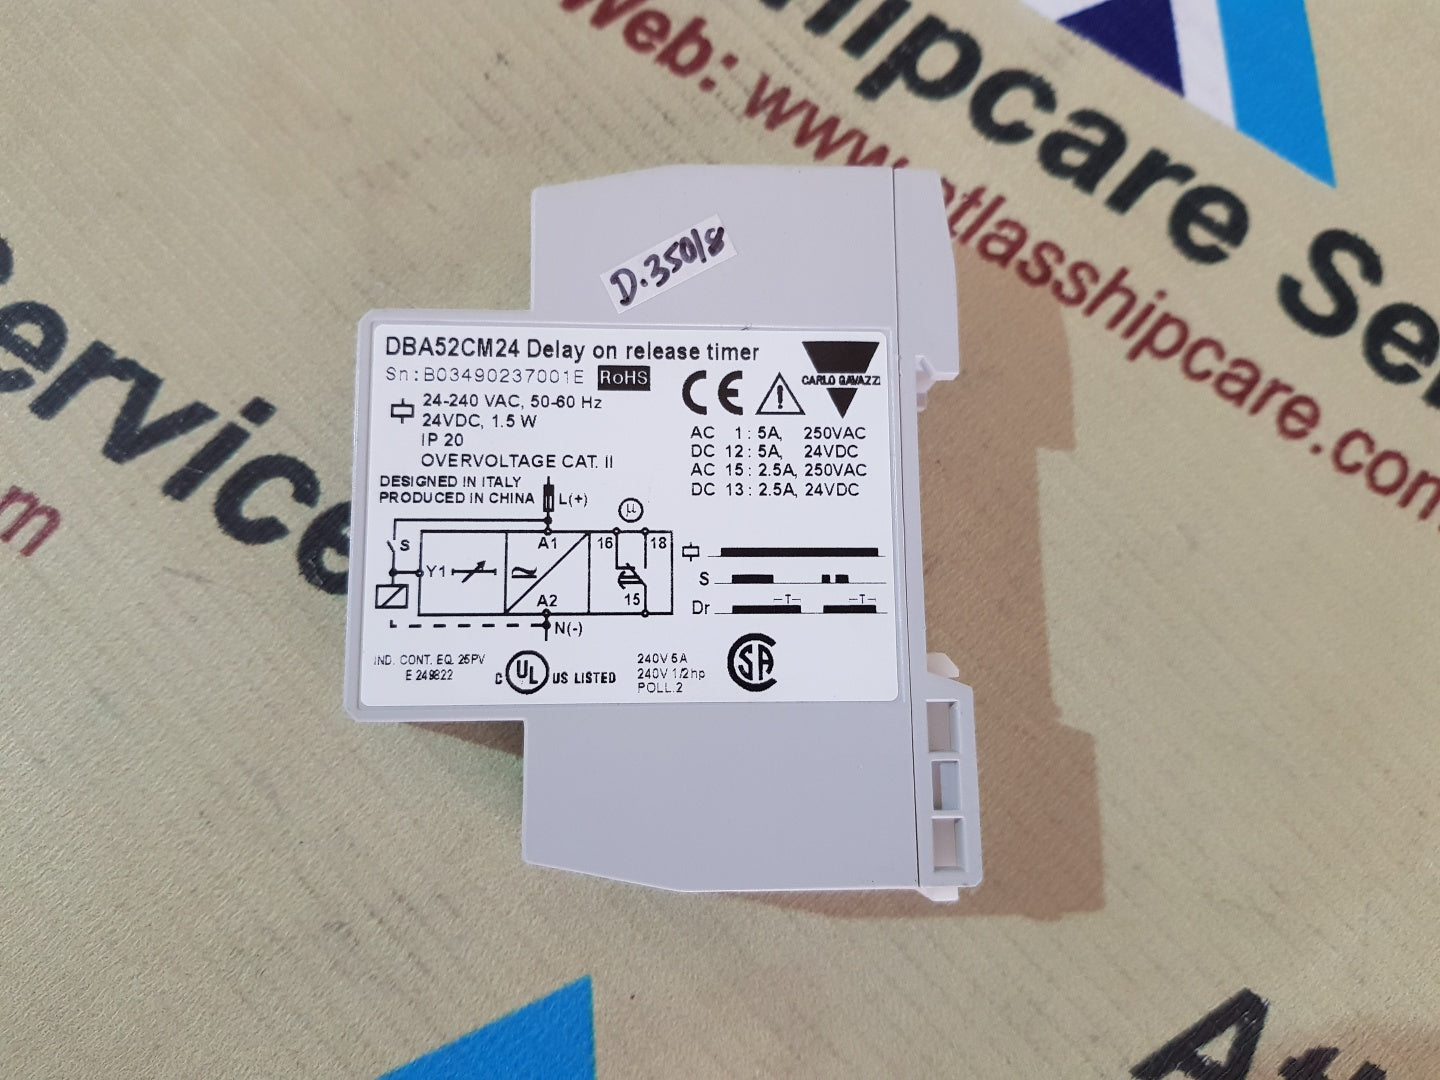 Shipcare Se
Web: www.atlasshipcare.com
Service
m
D.350/8
DBA52CM24 Delay on release timer
Sn:B03490237001E RoHS
24-240 VAC, 50-60 Hz
24VDC, 1.5 W
IP 20
OVERVOLTAGE CAT. II
DESIGNED IN ITALY
PRODUCED IN CHINA
CE
CARLO GAVAZZI
AC 1 : 5A, 250VAC
DC 12 : 5A, 24VDC
AC 15 : 2.5A, 250VAC
DC 13 : 2.5A, 24VDC
L(+)
μ
S
Y1
A1
A2
16
18
15
N(-)
S
Dr
T
T
IND. CONT. EQ. 25PV
E 249822
C UL US LISTED
240V 5A
240V 1/2hp
POLL.2
SA